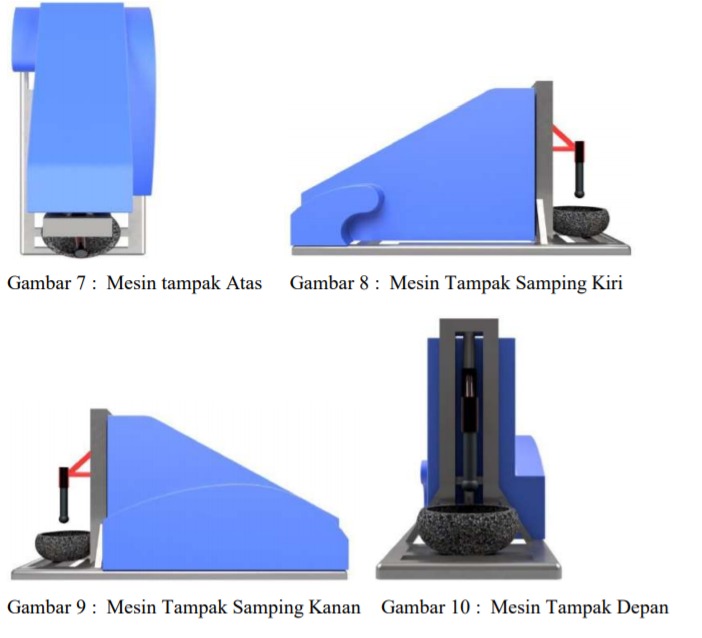 Gambar 7 : Mesin tampak Atas
Gambar 8 : Mesin Tampak Samping Kiri
Gambar 9 : Mesin Tampak Samping Kanan
Gambar 10 : Mesin Tampak Depan